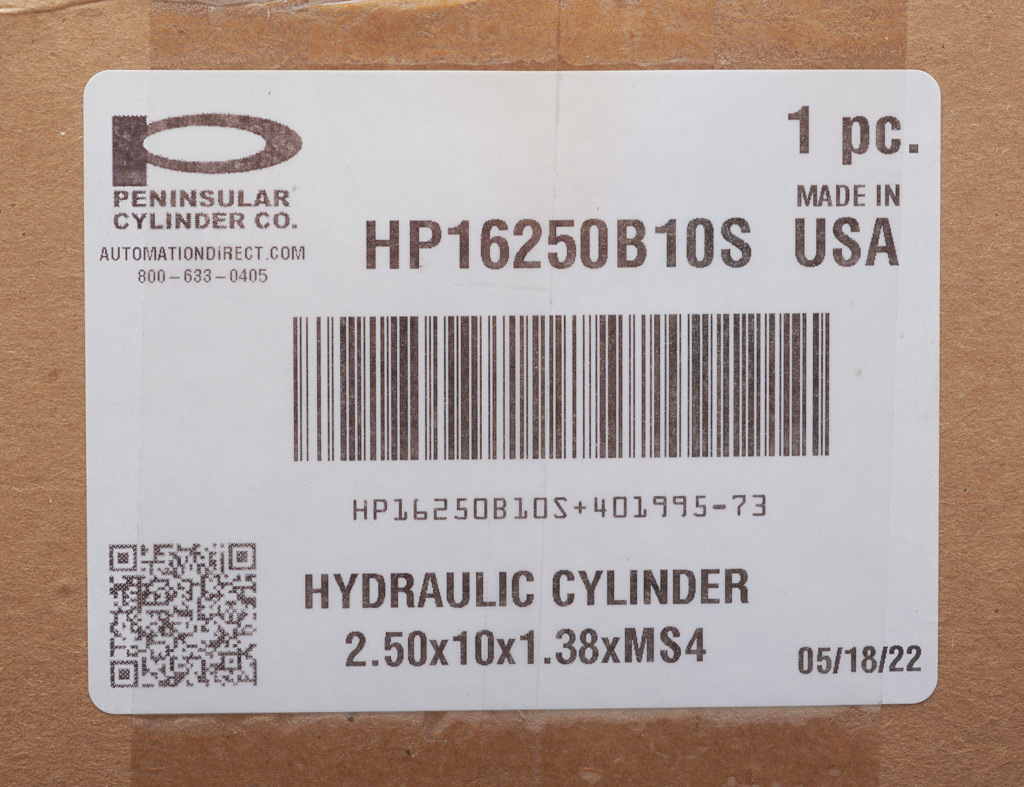 PENINSULAR
CYLINDER CO.
AUTOMATIONDIRECT.COM
800-633-0405
1 pc.
MADE IN
USA
HP16250B10S
HP16250B10S+401995-73
HYDRAULIC CYLINDER
2.50x10x1.38xMS4
05/18/22